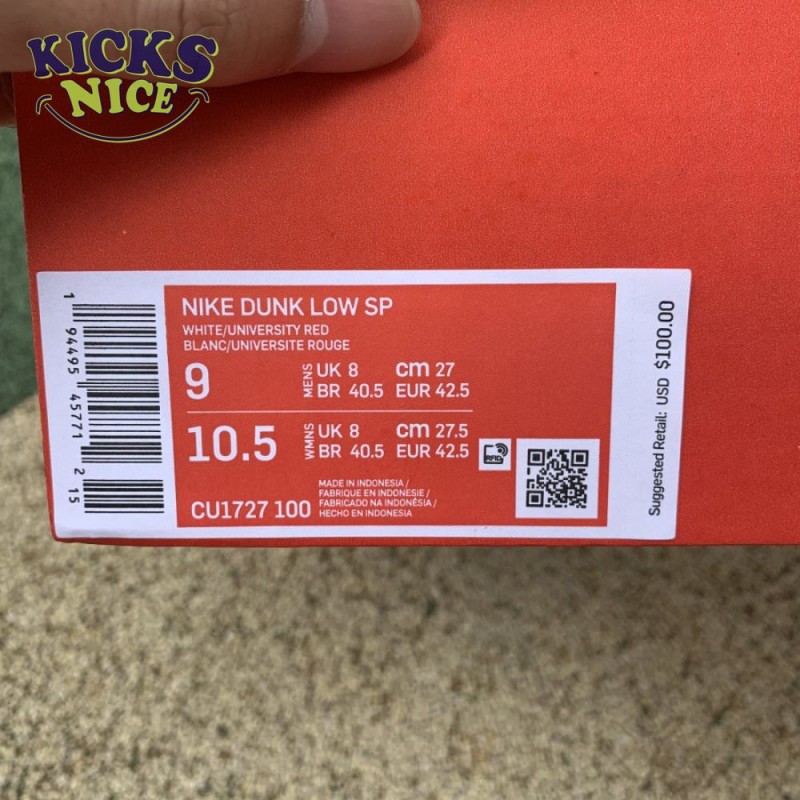 KICKS
NICE
NIKE DUNK LOW SP
WHITE/UNIVERSITY RED
BLANC/UNIVERSITE ROUGE
9
MENS
UK 8 cm 27
BR 40.5 EUR 42.5
10.5
WMNS
UK 8 cm 27.5
BR 40.5 EUR 42.5
CU1727 100
MADE IN INDONESIA /
FABRIQUE EN INDONESIE /
FABRICADO NA INDONÉSIA /
HECHO EN INDONESIA
1 94495 45771 2 15
Suggested Retail: USD $100.00